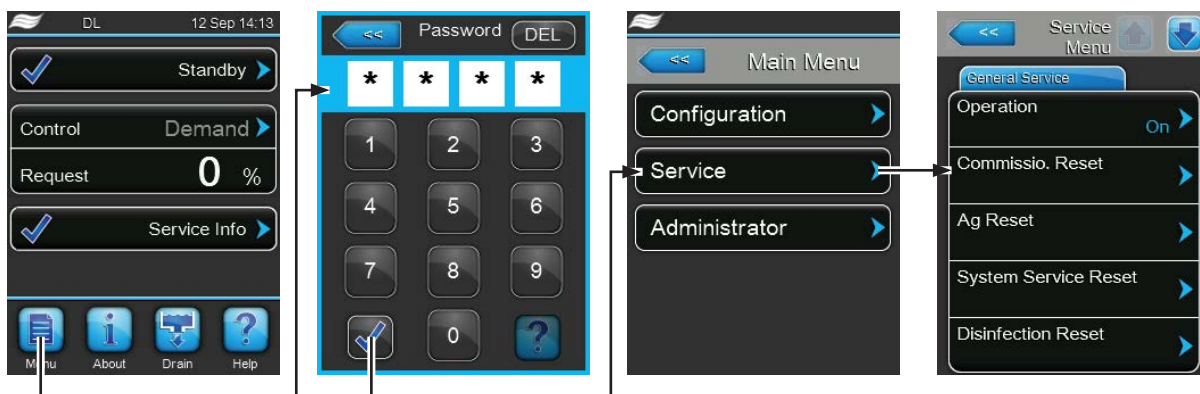 DL 12 Sep 14:13
Standby
Control Demand
Request 0 %
Service Info
Menu About Drain Help
<< Password DEL
* * * *
1 2 3
4 5 6
7 8 9
0 ?
<< Main Menu
Configuration
Service
Administrator
<< Service
Menu
General Service
Operation
On
Commissio. Reset
Ag Reset
System Service Reset
Disinfection Reset